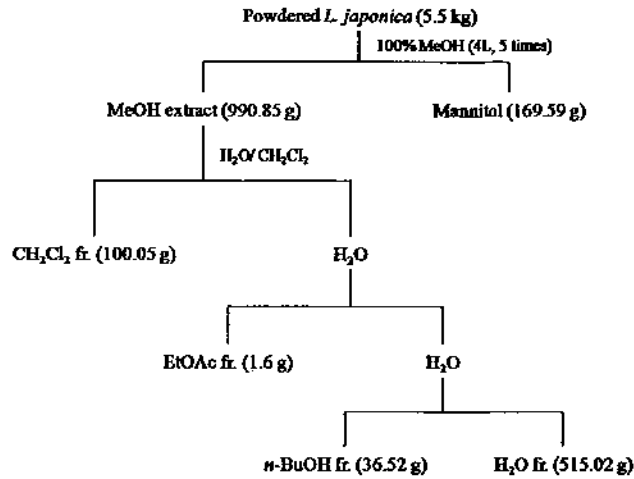 Powdered L. japonica (5.5 kg)
100% MeOH (4L, 5 times)
MeOH extract (990.85 g)
Mannitol (169.59 g)
H₂O/ CH₂Cl₂
CH₂Cl₂ fr. (100.05 g)
H₂O
EtOAc fr. (1.6 g)
H₂O
n-BuOH fr. (36.52 g)
H₂O fr. (515.02 g)